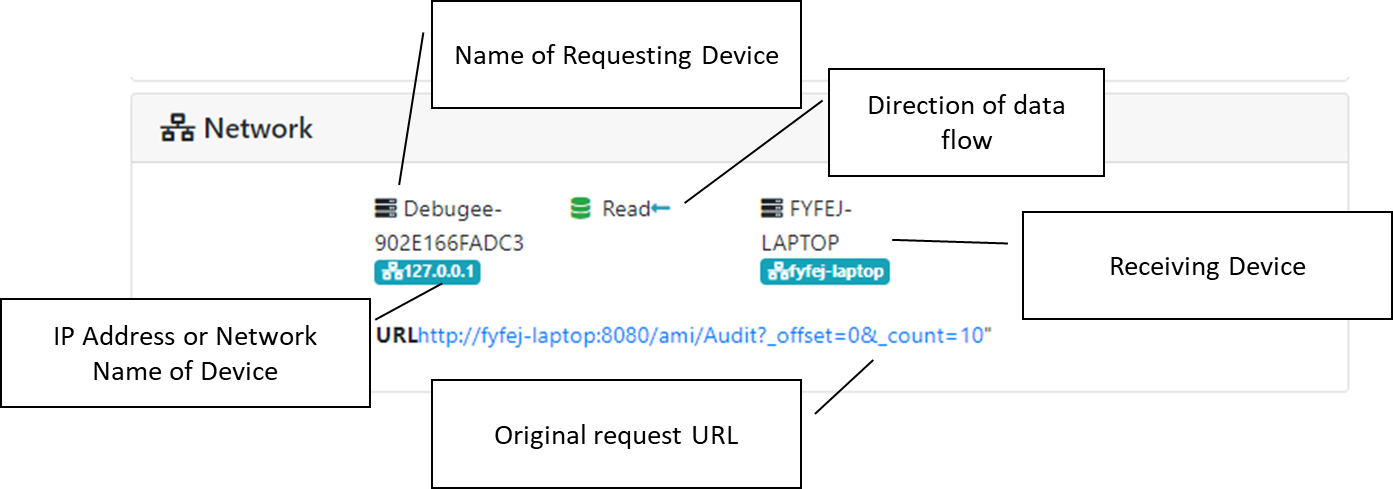 Name of Requesting Device
Direction of data
flow
Network
Debugee-
902E166FADC3
127.0.0.1
Read
FYFEJ-
LAPTOP
fyfej-laptop
Receiving Device
IP Address or Network
Name of Device
URLhttp://fyfej-laptop:8080/ami/Audit?_offset=0&_count=10"
Original request URL